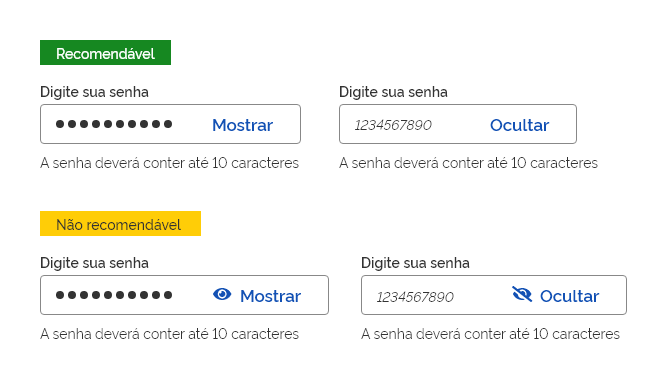 Recomendável
Digite sua senha
Digite sua senha
●●●●●●●●●● Mostrar
1234567890 Ocultar
A senha deverá conter até 10 caracteres
A senha deverá conter até 10 caracteres
Não recomendável
Digite sua senha
Digite sua senha
●●●●●●●●●● Mostrar
1234567890 Ocultar
A senha deverá conter até 10 caracteres
A senha deverá conter até 10 caracteres